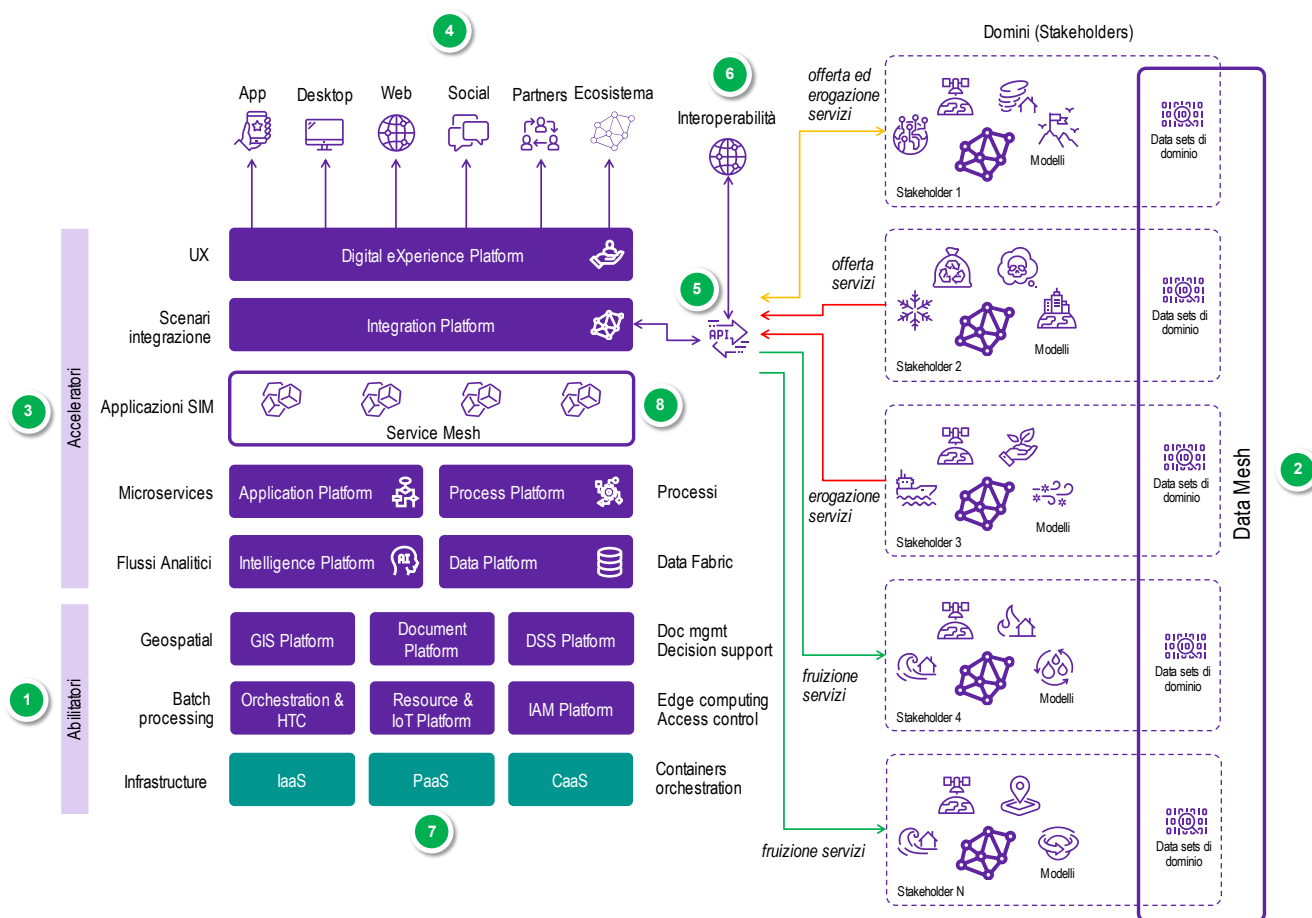 4
6
Domini (Stakeholders)
App
Desktop
Web
Social
Partners
Ecosistema
Interoperabilità
offerta ed
erogazione
servizi
Modelli
Stakeholder 1
Data sets di
dominio
UX
Digital eXperience Platform
5
offerta
servizi
Modelli
Stakeholder 2
Data sets di
dominio
Scenari
integrazione
Integration Platform
API
3
Acceleratori
Applicazioni SIM
Service Mesh
8
Microservices
Application Platform
Process Platform
Processi
erogazione
servizi
Modelli
Stakeholder 3
Data sets di
dominio
Data Mesh
2
Flussi Analitici
Intelligence Platform
AI
Data Platform
Data Fabric
1
Abilitatori
Geospatial
GIS Platform
Document
Platform
DSS Platform
Doc mgmt
Decision support
fruizione
servizi
Modelli
Stakeholder 4
Data sets di
dominio
Batch
processing
Orchestration &
HTC
Resource &
IoT Platform
IAM Platform
Edge computing
Access control
Infrastructure
IaaS
PaaS
CaaS
Containers
orchestration
7
fruizione servizi
Modelli
Stakeholder N
Data sets di
dominio
ID
ID
ID
ID
ID